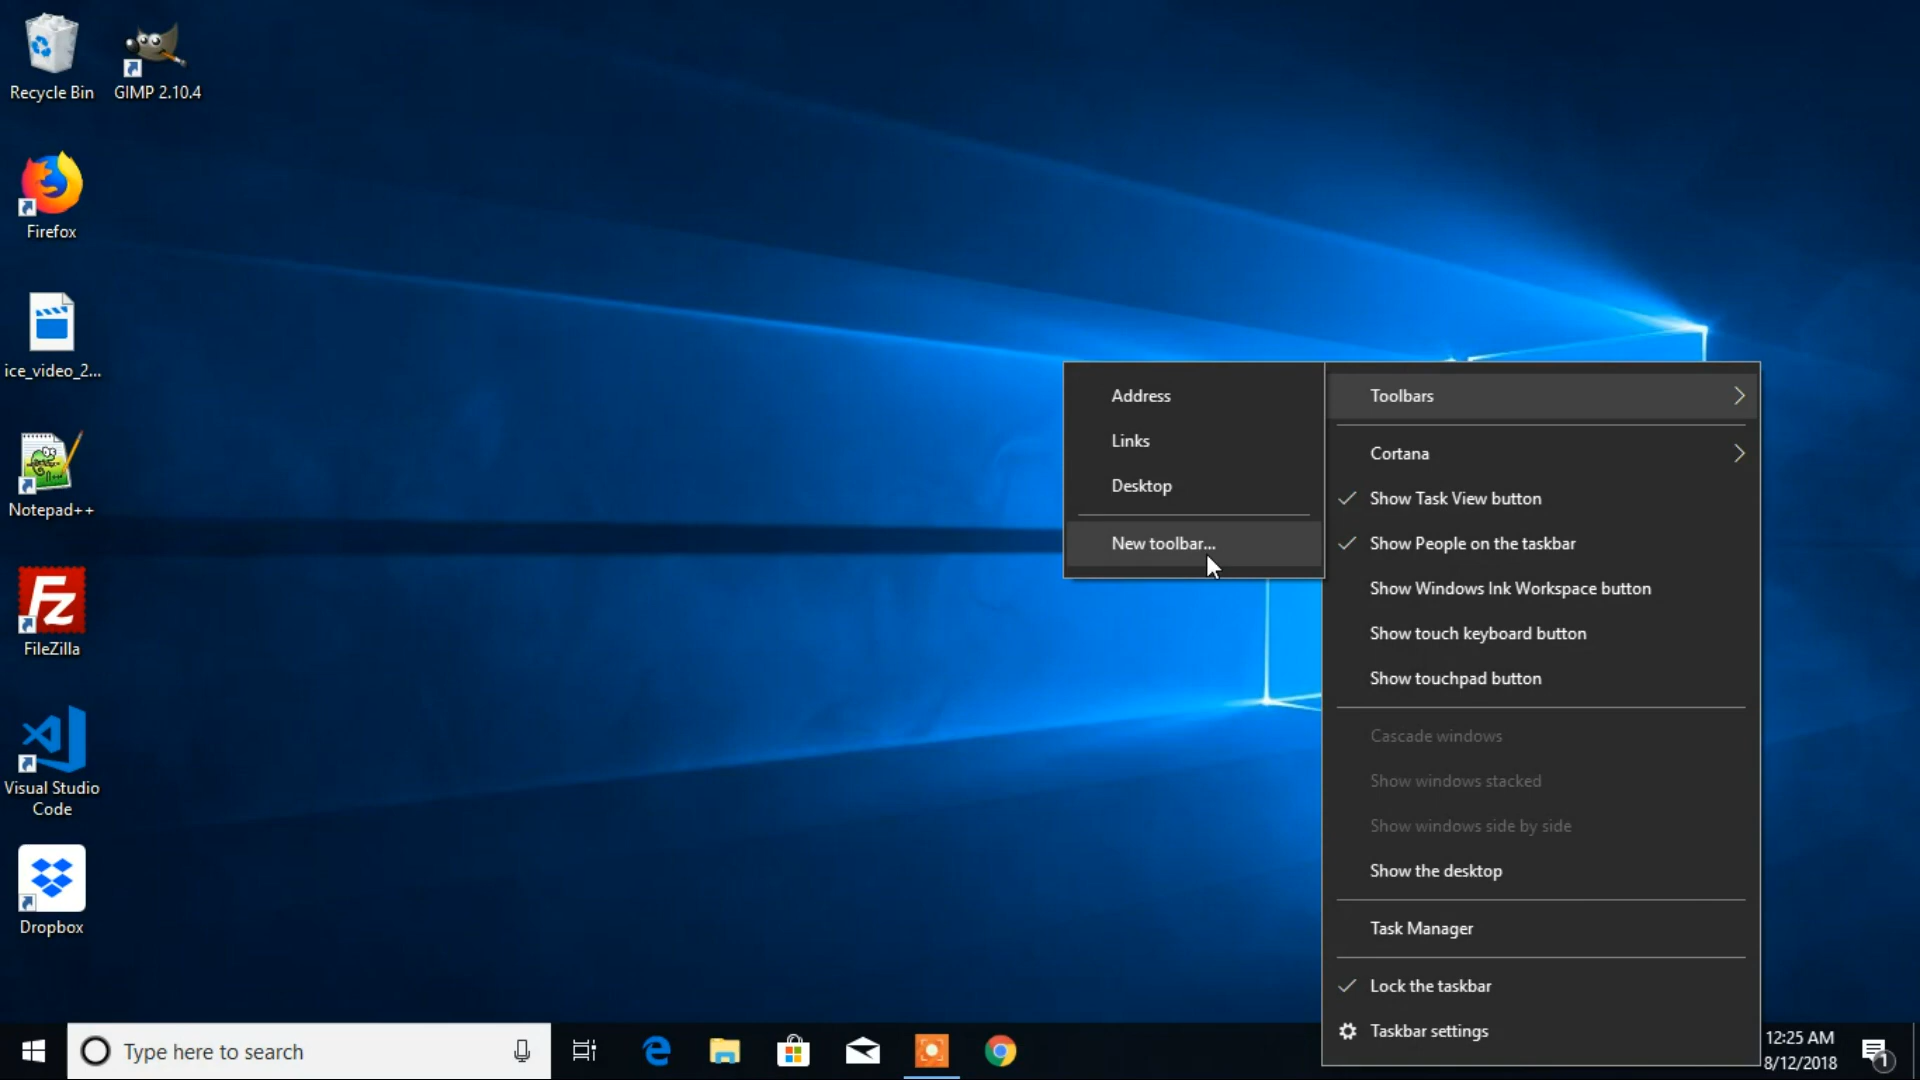 Recycle Bin
GIMP 2.10.4
Firefox
ice_video_2...
Notepad++
FileZilla
Visual Studio
Code
Dropbox
Address
Links
Desktop
New toolbar...
Toolbars
Cortana
Show Task View button
Show People on the taskbar
Show Windows Ink Workspace button
Show touch keyboard button
Show touchpad button
Cascade windows
Show windows stacked
Show windows side by side
Show the desktop
Task Manager
Lock the taskbar
Taskbar settings
Type here to search
12:25 AM
8/12/2018
1